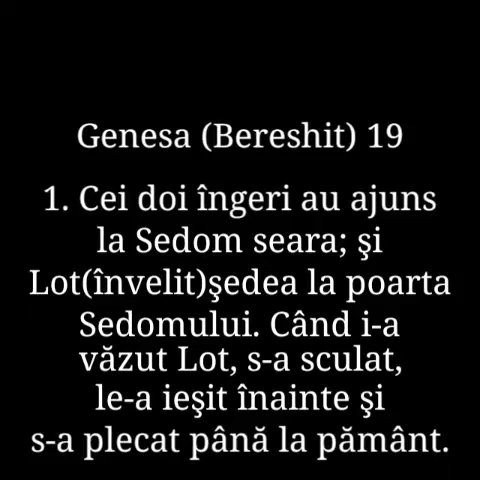 Genesa (Bereshit) 19
1. Cei doi îngeri au ajuns
la Sedom seara; şi
Lot(învelit)şedea la poarta
Sedomului. Când i-a
văzut Lot, s-a sculat,
le-a ieşit înainte şi
s-a plecat până la pământ.